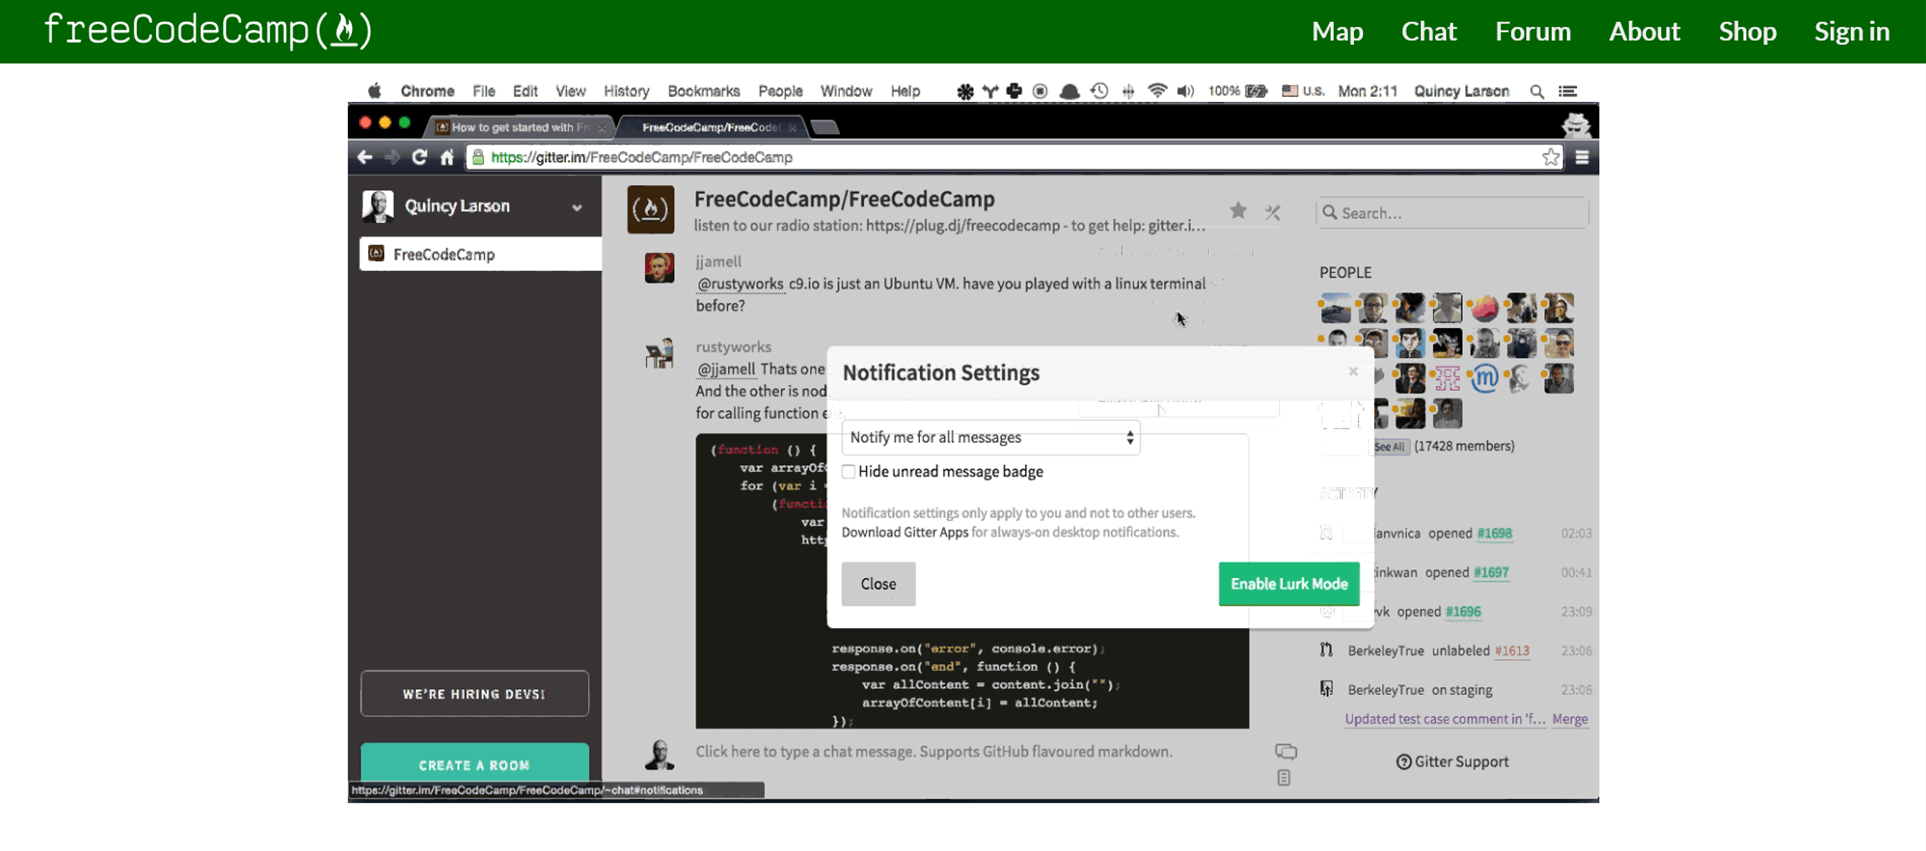 freeCodeCamp
Map Chat Forum About Shop Sign in
Chrome File Edit View History Bookmarks People Window Help 100% U.S. Mon 2:11 Quincy Larson
How to get started with Fr
FreeCodeCamp/FreeCode
https://gitter.im/FreeCodeCamp/FreeCodeCamp
Quincy Larson
FreeCodeCamp
WE'RE HIRING DEVS!
CREATE A ROOM
https://gitter.im/FreeCodeCamp/FreeCodeCamp/~chat#notifications
FreeCodeCamp/FreeCodeCamp
listen to our radio station: https://plug.dj/freecodecamp - to get help: gitter.i...
jjamell
@rustyworks c9.io is just an Ubuntu VM. have you played with a linux terminal
before?
rustyworks
@jjamell Thats one
And the other is nod
for calling function e
(function () {
var arrayOfC
for (var i =
(functi
var
htt
Notification Settings
Notify me for all messages
Hide unread message badge
Notification settings only apply to you and not to other users.
Download Gitter Apps for always-on desktop notifications.
Close
Enable Lurk Mode
response.on("error", console.error);
response.on("end", function () {
var allContent = content.join("");
arrayOfContent[i] = allContent;
});
Click here to type a chat message. Supports GitHub flavoured markdown.
Search...
PEOPLE
See All (17428 members)
ACTIVITY
anvnica opened #1698 02:03
inkwan opened #1697 00:41
vk opened #1696 23:09
BerkeleyTrue unlabeled #1613 23:06
BerkeleyTrue on staging 23:06
Updated test case comment in 'f... Merge
Gitter Support